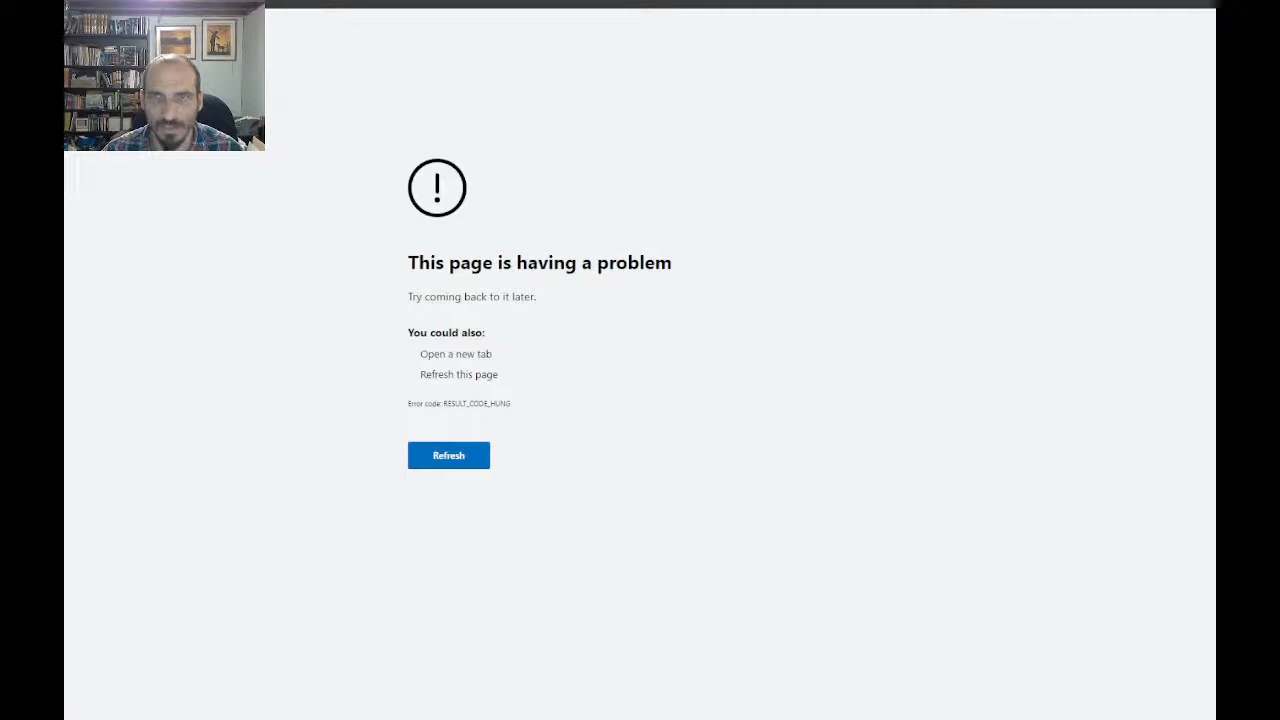 This page is having a problem
Try coming back to it later.
You could also:
Open a new tab
Refresh this page
Error code: RESULT_CODE_HUNG
Refresh